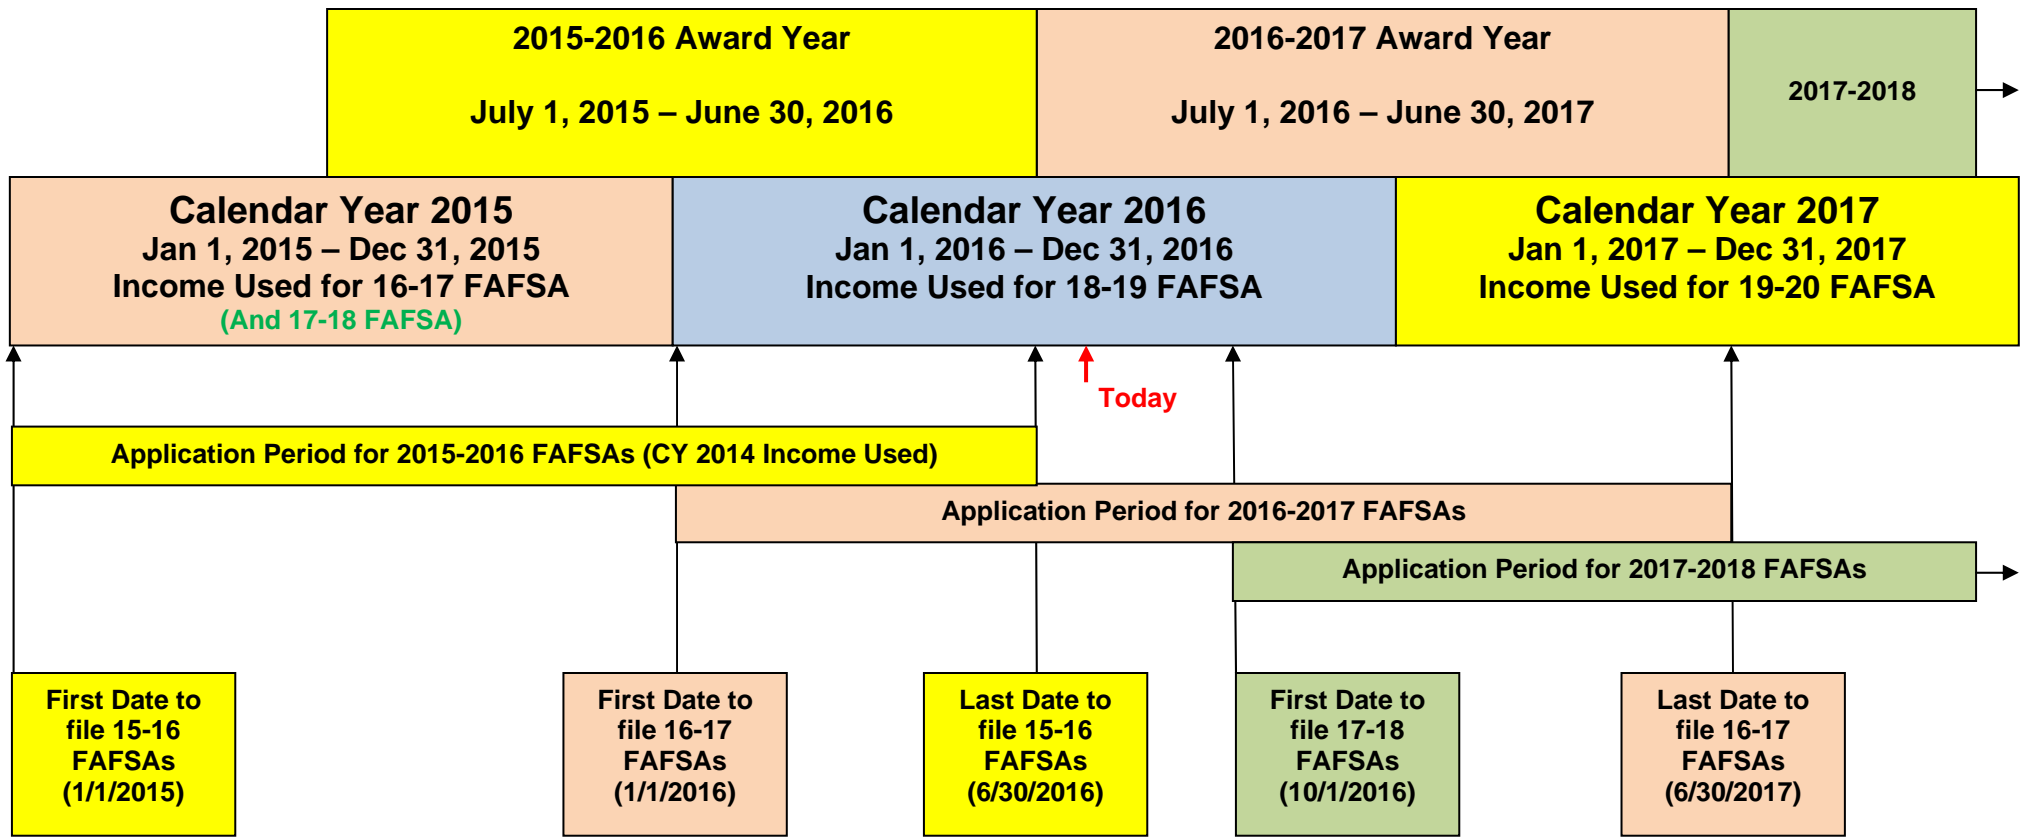 2015-2016 Award Year
July 1, 2015 – June 30, 2016
2016-2017 Award Year
July 1, 2016 – June 30, 2017
2017-2018
Calendar Year 2015
Jan 1, 2015 – Dec 31, 2015
Income Used for 16-17 FAFSA
(And 17-18 FAFSA)
Calendar Year 2016
Jan 1, 2016 – Dec 31, 2016
Income Used for 18-19 FAFSA
Calendar Year 2017
Jan 1, 2017 – Dec 31, 2017
Income Used for 19-20 FAFSA
Today
Application Period for 2015-2016 FAFSAs (CY 2014 Income Used)
Application Period for 2016-2017 FAFSAs
Application Period for 2017-2018 FAFSAs
First Date to
file 15-16
FAFSAs
(1/1/2015)
First Date to
file 16-17
FAFSAs
(1/1/2016)
Last Date to
file 15-16
FAFSAs
(6/30/2016)
First Date to
file 17-18
FAFSAs
(10/1/2016)
Last Date to
file 16-17
FAFSAs
(6/30/2017)